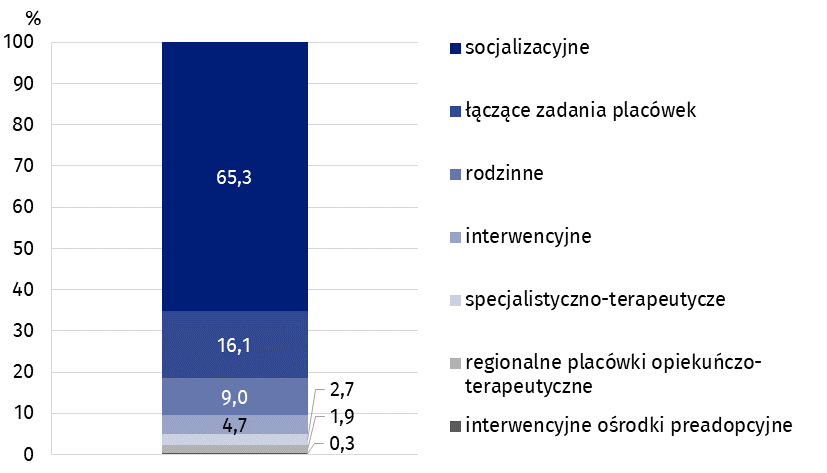 %
100
90
80
70
60
50
40
30
20
10
0
65,3
16,1
9,0
4,7
2,7
1,9
0,3
socjalizacyjne
łączące zadania placówek
rodzinne
interwencyjne
specjalistyczno-terapeutycze
regionalne placówki opiekuńczo-
terapeutyczne
interwencyjne ośrodki preadopcyjne